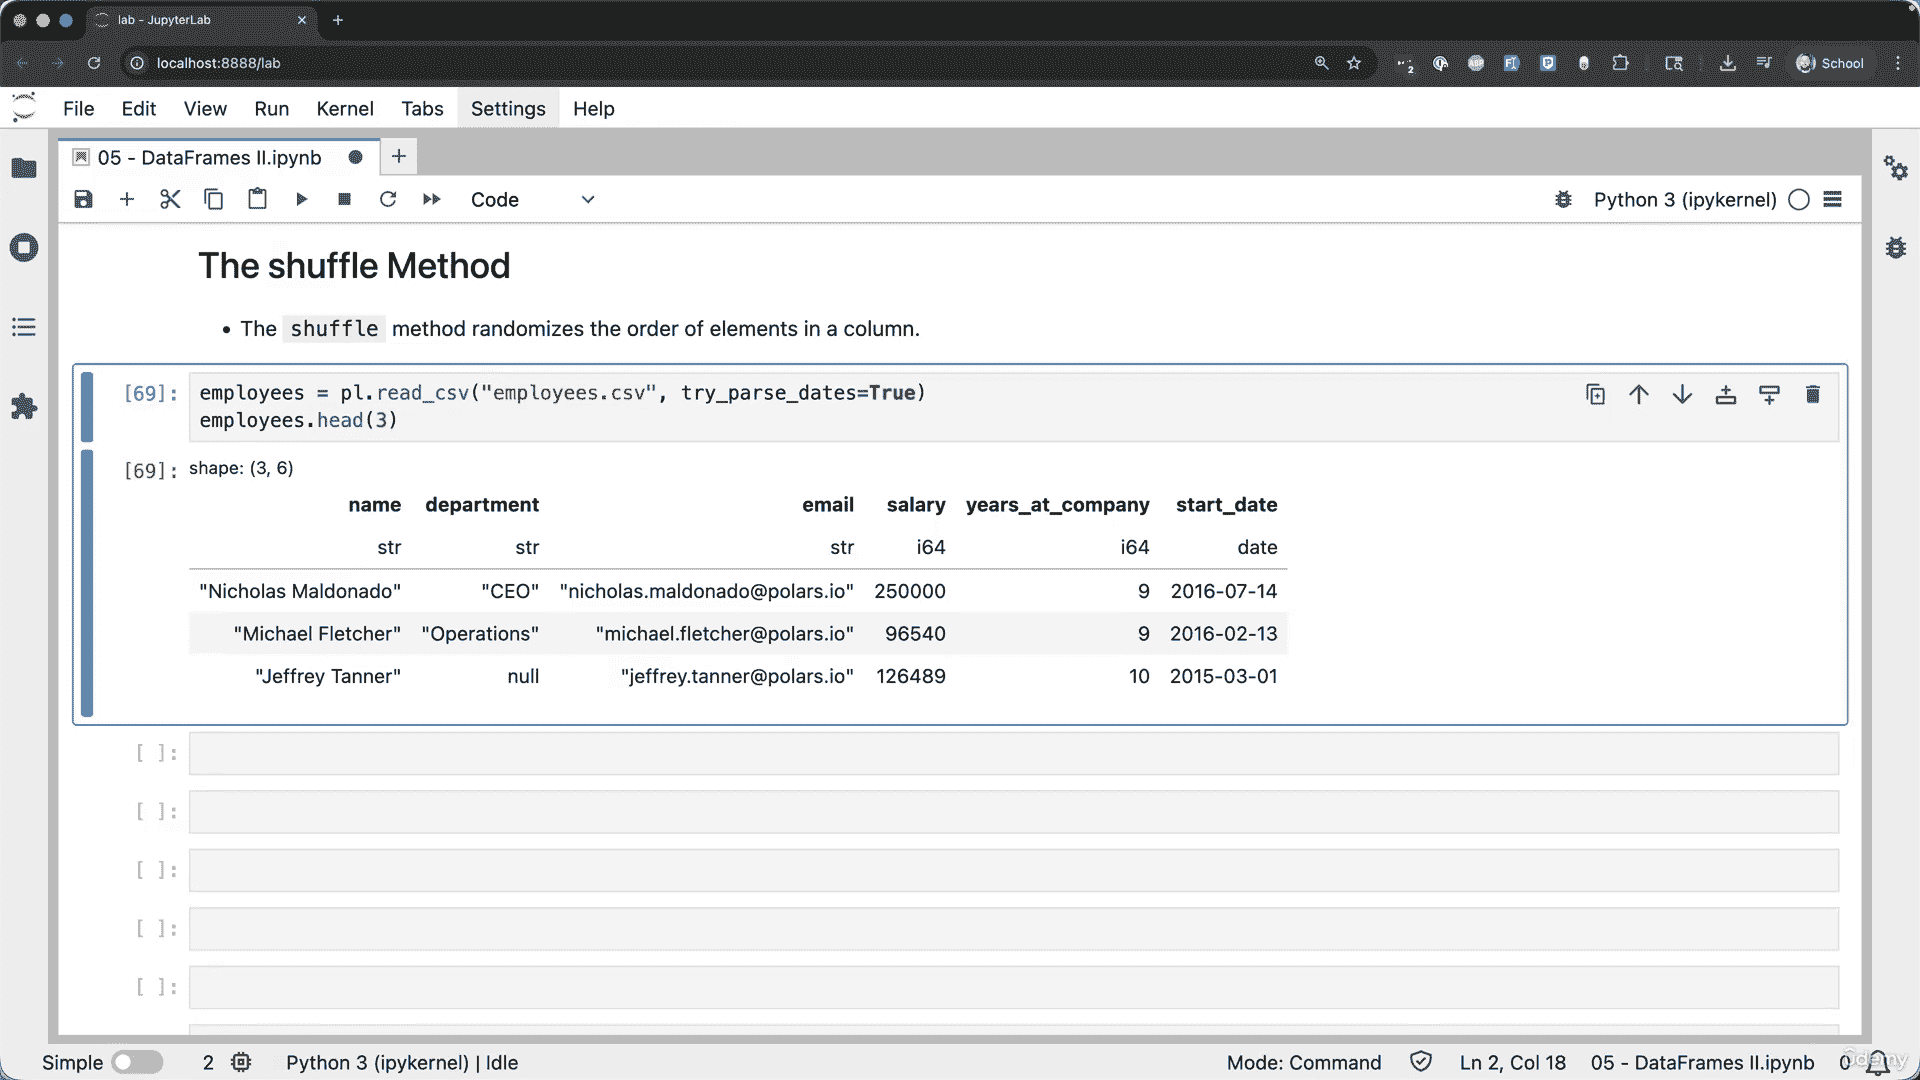 lab - JupyterLab
localhost:8888/lab
2
School
File Edit View Run Kernel Tabs Settings Help
05 - DataFrames II.ipynb
Code
Python 3 (ipykernel)
The shuffle Method
• The shuffle method randomizes the order of elements in a column.
[69]: employees = pl.read_csv("employees.csv", try_parse_dates=True)
employees.head(3)
[69]: shape: (3, 6)
name department email salary years_at_company start_date
str str str i64 i64 date
"Nicholas Maldonado" "CEO" "nicholas.maldonado@polars.io" 250000 9 2016-07-14
"Michael Fletcher" "Operations" "michael.fletcher@polars.io" 96540 9 2016-02-13
"Jeffrey Tanner" null "jeffrey.tanner@polars.io" 126489 10 2015-03-01
[ ]:
[ ]:
[ ]:
[ ]:
[ ]:
Simple 2 Python 3 (ipykernel) | Idle Mode: Command Ln 2, Col 18 05 - DataFrames II.ipynb 0
Udemy